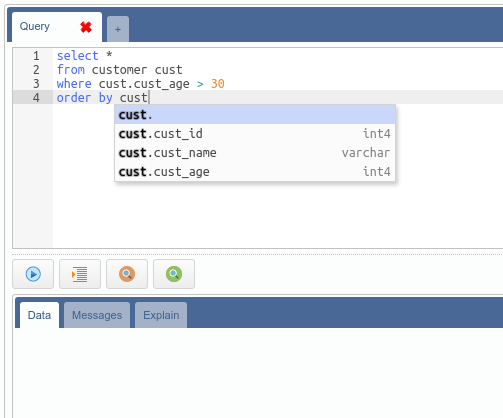 Query
+
1 select *
2 from customer cust
3 where cust.cust_age > 30
4 order by cust
cust.
cust.cust_id int4
cust.cust_name varchar
cust.cust_age int4
Data Messages Explain